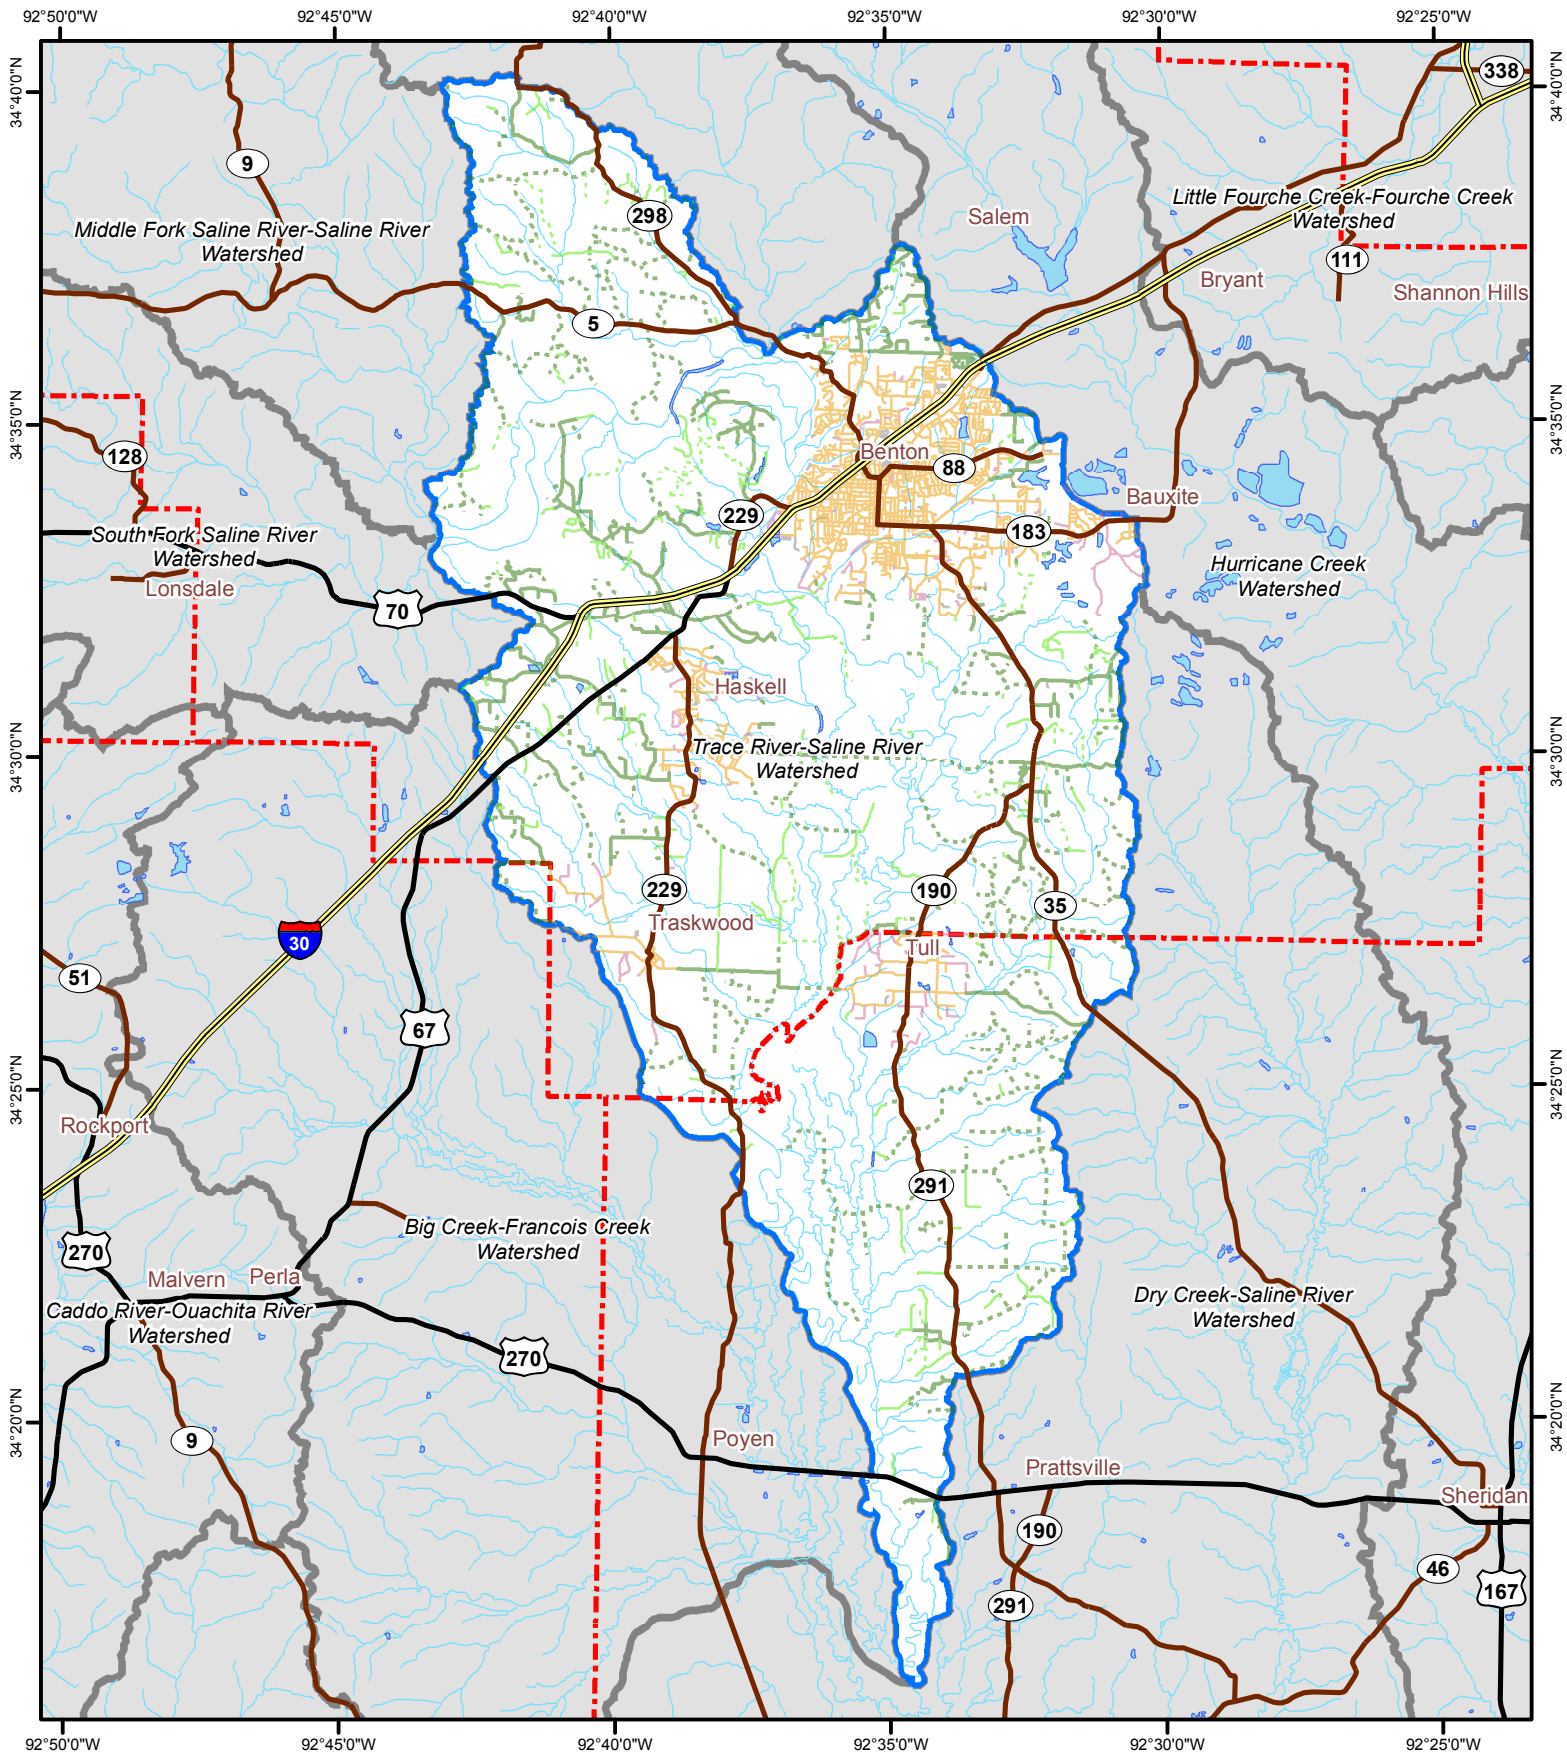 92°50'0"W
92°45'0"W
92°40'0"W
92°35'0"W
92°30'0"W
92°25'0"W
34°40'0"N
34°40'0"N
338
9
Little Fourche Creek-Fourche Creek
Watershed
298
Salem
Middle Fork Saline River-Saline River
Watershed
111
Bryant
Shannon Hills
5
34°35'0"N
34°35'0"N
128
Benton
88
Bauxite
229
183
South Fork Saline River
Watershed
Hurricane Creek
Watershed
Lonsdale
70
Haskell
34°30'0"N
34°30'0"N
Trace River-Saline River
Watershed
229
190
35
Traskwood
30
Tull
51
67
34°25'0"N
34°25'0"N
Rockport
291
Big Creek-Francois Creek
Watershed
270
Malvern
Perla
Caddo River-Ouachita River
Watershed
Dry Creek-Saline River
Watershed
270
34°20'0"N
34°20'0"N
9
Poyen
Prattsville
Sheridan
190
46
167
291
92°50'0"W
92°45'0"W
92°40'0"W
92°35'0"W
92°30'0"W
92°25'0"W